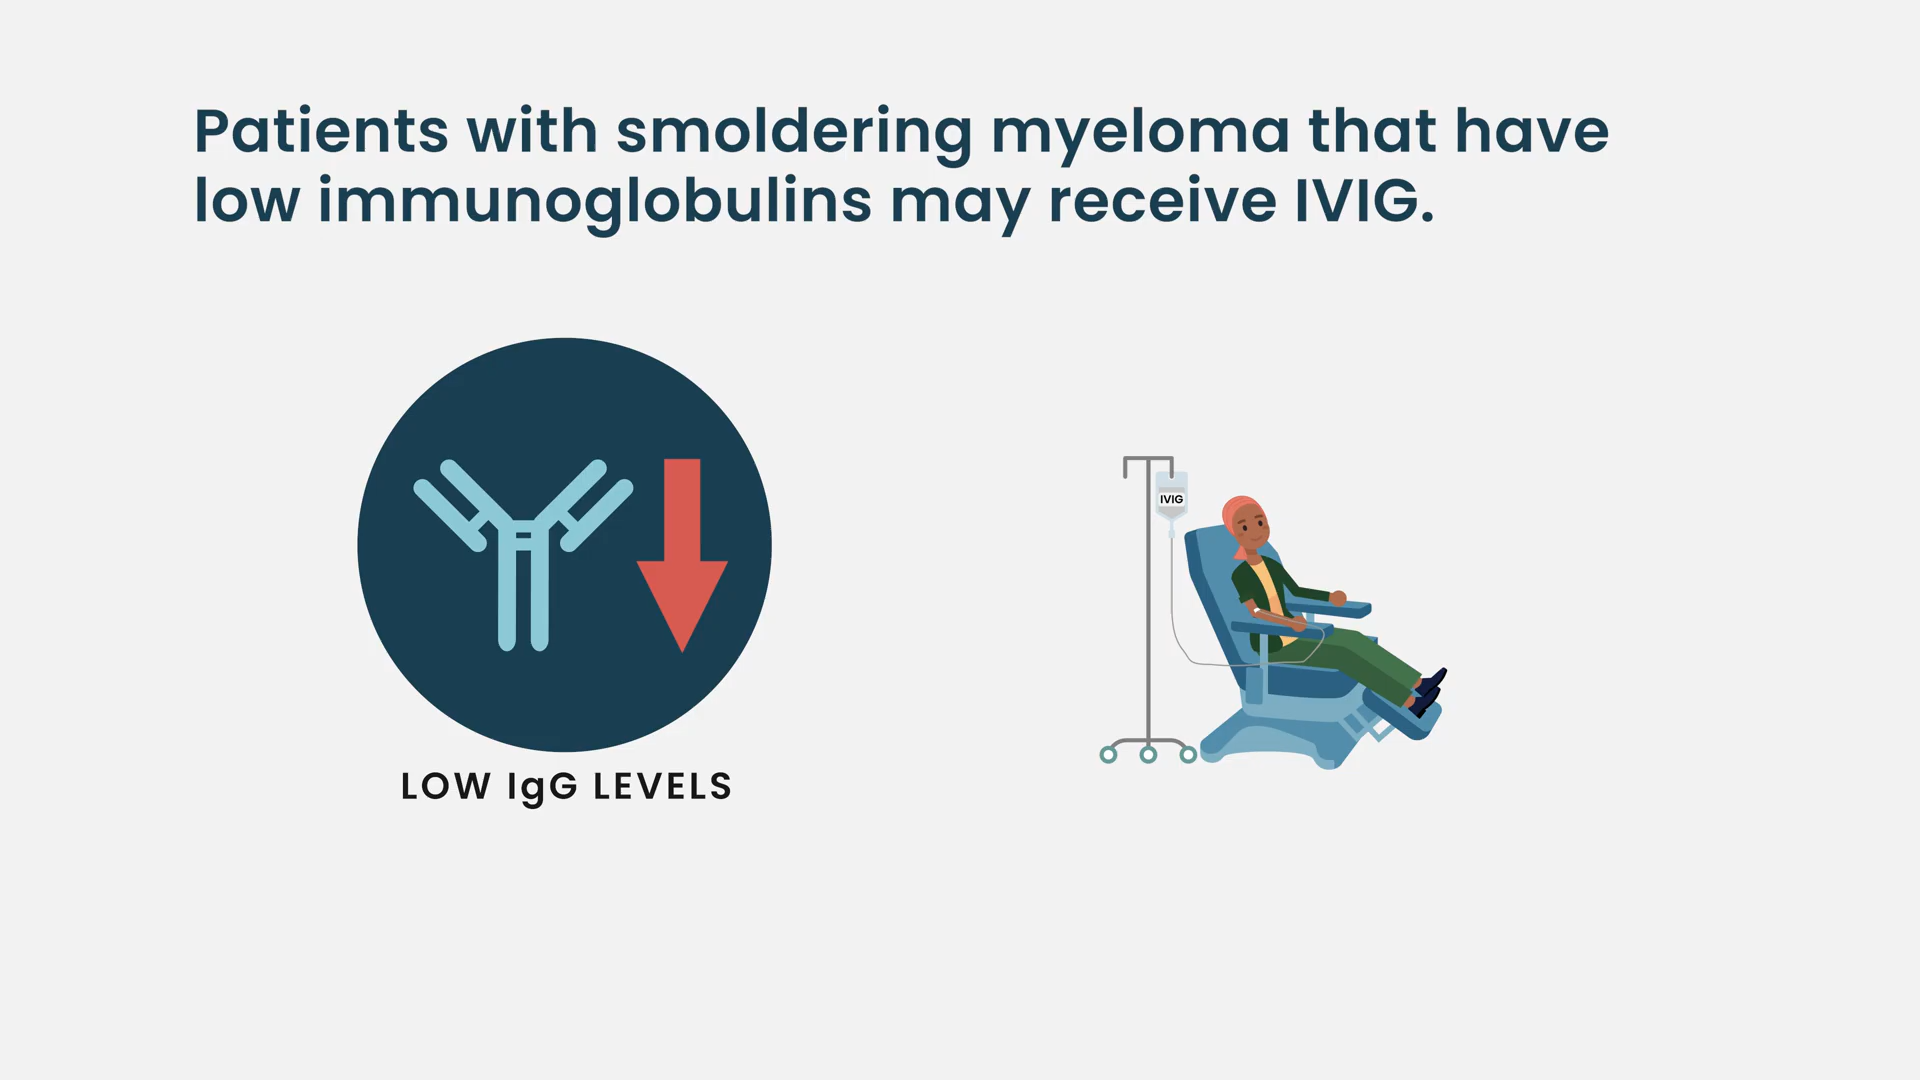 Patients with smoldering myeloma that have
low immunoglobulins may receive IVIG.
IVIG
LOW IgG LEVELS